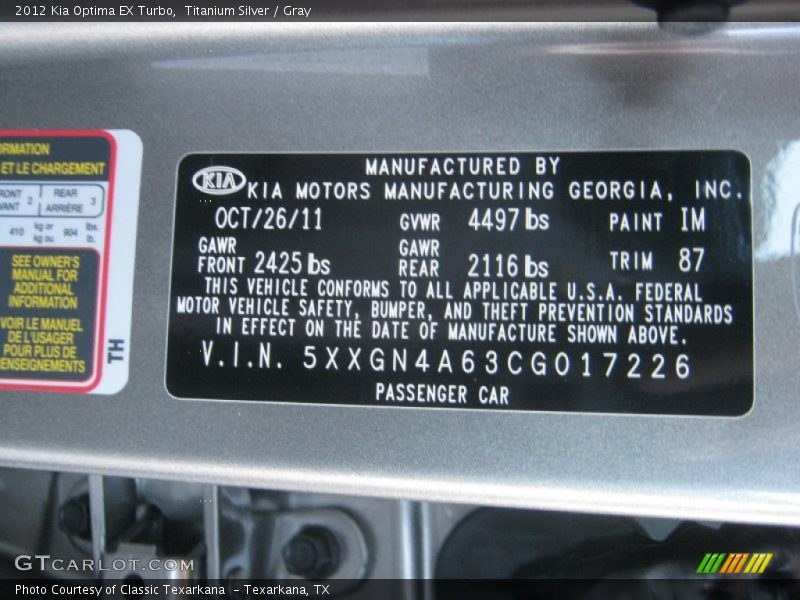 2012 Kia Optima EX Turbo, Titanium Silver / Gray
ORMATION
ET LE CHARGEMENT
RONT 2 REAR 3
VANT ARRIÈRE
410 kg or 904 lbs.
kg ou lb.
SEE OWNER'S
MANUAL FOR
ADDITIONAL
INFORMATION
VOIR LE MANUEL
DE L'USAGER
POUR PLUS DE
ENSEIGNEMENTS
TH
MANUFACTURED BY
KIA KIA MOTORS MANUFACTURING GEORGIA, INC.
OCT/26/11 GVWR 4497 lbs PAINT IM
GAWR FRONT 2425 lbs GAWR REAR 2116 lbs TRIM 87
THIS VEHICLE CONFORMS TO ALL APPLICABLE U.S.A. FEDERAL
MOTOR VEHICLE SAFETY, BUMPER, AND THEFT PREVENTION STANDARDS
IN EFFECT ON THE DATE OF MANUFACTURE SHOWN ABOVE.
V.I.N. 5XXGN4A63CG017226
PASSENGER CAR
GTCARLOT.COM
Photo Courtesy of Classic Texarkana - Texarkana, TX